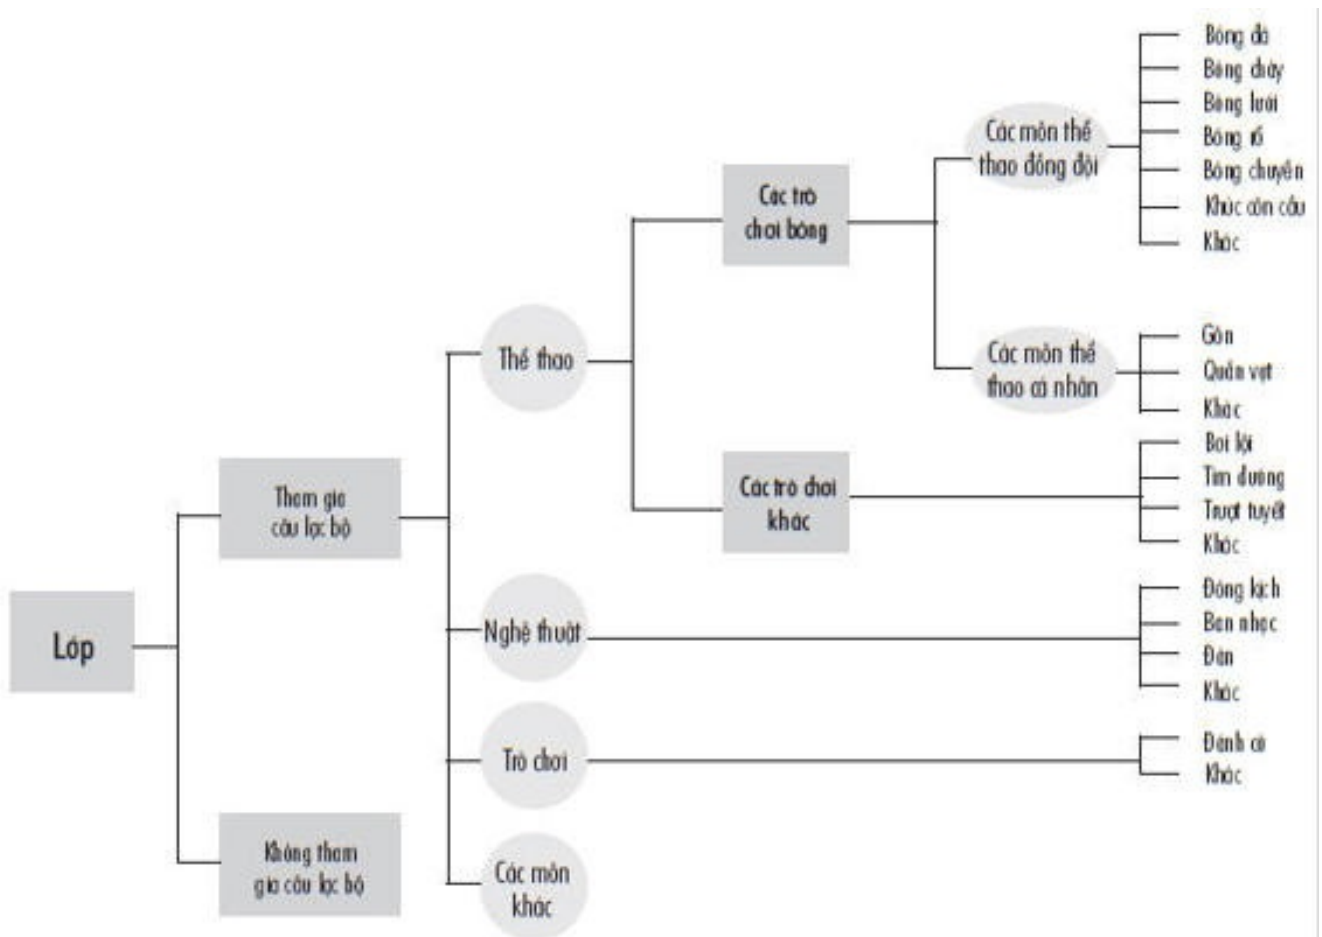 Lớp
Tham gia
câu lạc bộ
Không tham
gia câu lạc bộ
Thể thao
Nghệ thuật
Trò chơi
Các môn
khác
Các trò
chơi bóng
Các trò chơi
khác
Các môn thể
thao đồng đội
Các môn thể
thao cá nhân
Bóng đá
Bóng chày
Bóng lưới
Bóng rổ
Bóng chuyền
Khúc côn cầu
Khác
Gôn
Quần vợt
Khác
Bơi lội
Tìm đường
Trượt tuyết
Khác
Đóng kịch
Ban nhạc
Đàn
Khác
Đánh cờ
Khác